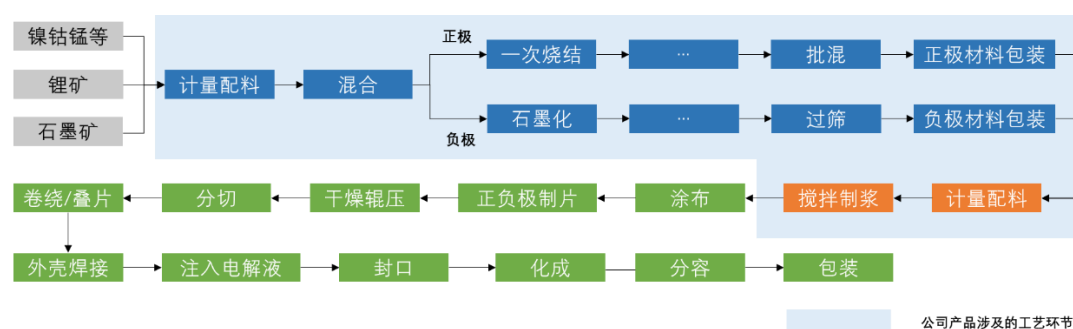 镍钴锰等
锂矿
石墨矿
计量配料
混合
正极
一次烧结
...
批混
正极材料包装
负极
石墨化
...
过筛
负极材料包装
卷绕/叠片
分切
干燥辊压
正负极制片
涂布
搅拌制浆
计量配料
外壳焊接
注入电解液
封口
化成
分容
包装
公司产品涉及的工艺环节